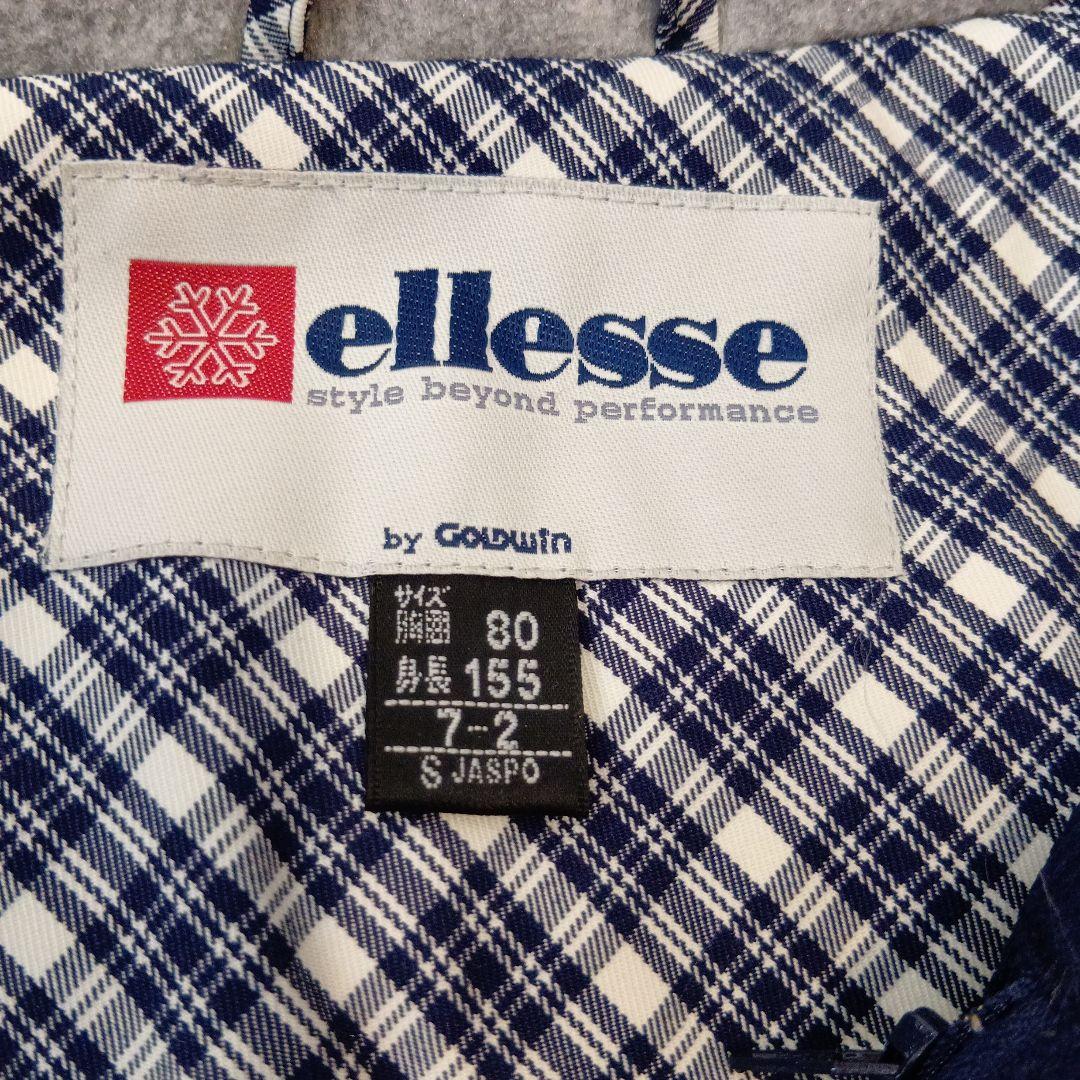 ellesse
style beyond performance
by GOLDWIN
サイズ
胸囲 80
身長 155
7-2
S JASPO